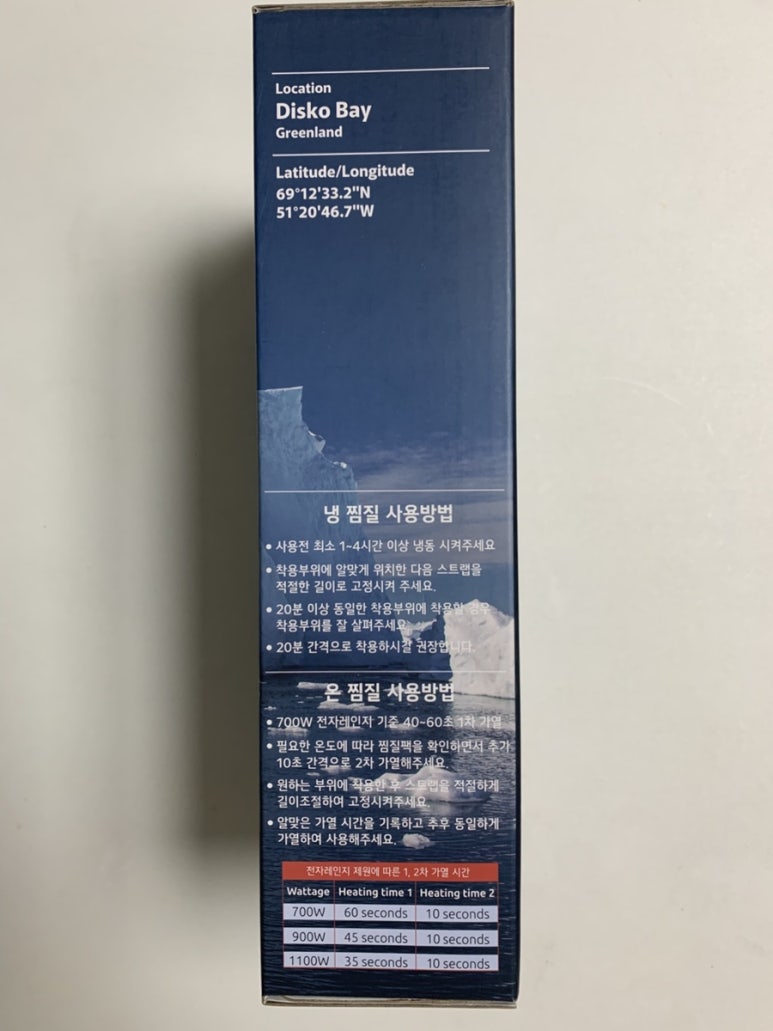 Location
Disko Bay
Greenland
Latitude/Longitude
69°12'33.2"N
51°20'46.7"W
냉 찜질 사용방법
• 사용전 최소 1~4시간 이상 냉동 시켜주세요
• 착용부위에 알맞게 위치한 다음 스트랩을
적절한 길이로 고정시켜 주세요.
• 20분 이상 동일한 착용부위에 착용할 경우
착용부위를 잘 살펴주세요.
• 20분 간격으로 착용하시길 권장합니다.
온 찜질 사용방법
• 700W 전자레인지 기준 40~60초 1차 가열
• 필요한 온도에 따라 찜질팩을 확인하면서 추가
10초 간격으로 2차 가열해주세요.
• 원하는 부위에 착용한 후 스트랩을 적절하게
길이조절하여 고정시켜주세요.
• 알맞은 가열 시간을 기록하고 추후 동일하게
가열하여 사용해주세요.
전자레인지 제원에 따른 1, 2차 가열 시간
Wattage Heating time 1 Heating time 2
700W 60 seconds 10 seconds
900W 45 seconds 10 seconds
1100W 35 seconds 10 seconds